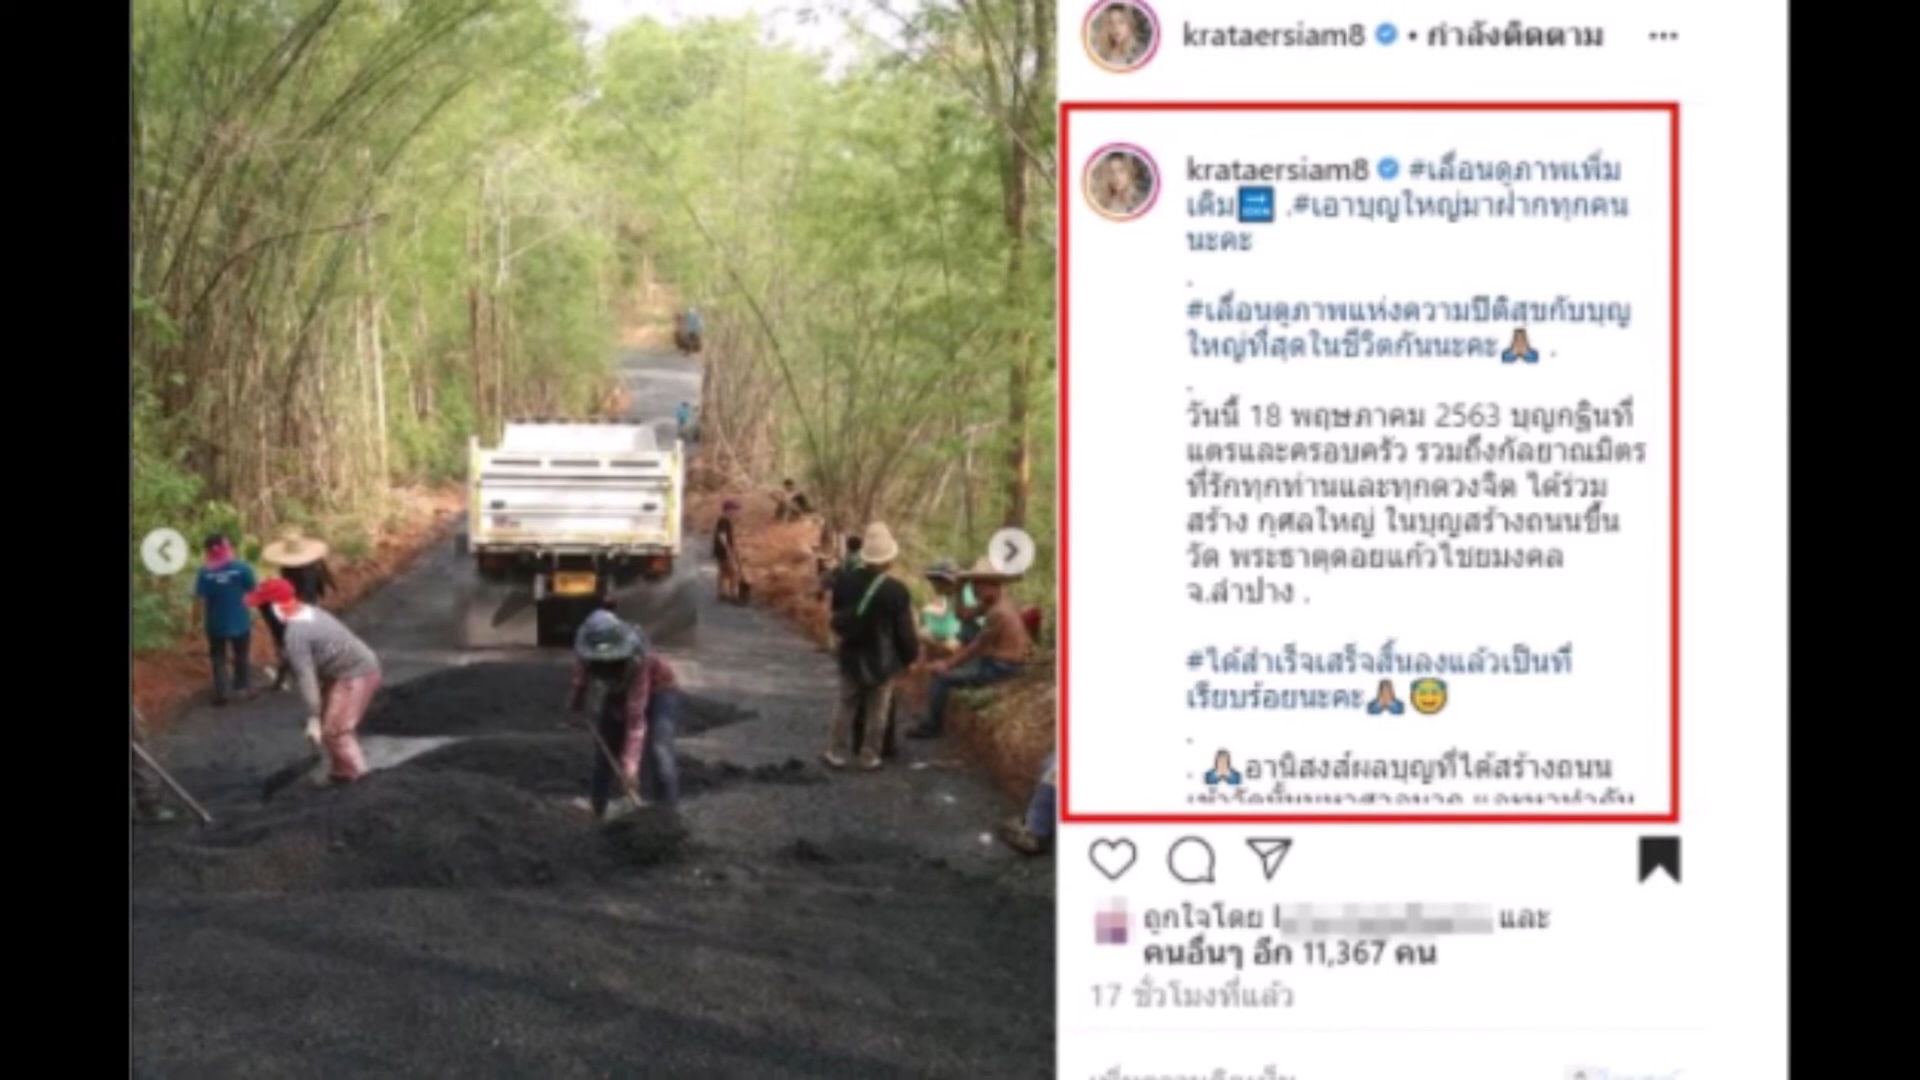 krataersiam8 • กำลังติดตาม
krataersiam8 #เลื่อนดูภาพเพิ่ม
เติม .#เอาบุญใหญ่มาฝากทุกคน
นะคะ
.
#เลื่อนดูภาพแห่งความปิติสุขกับบุญ
ใหญ่ที่สุดในชีวิตกันนะคะ🙏 .
.
วันนี้ 18 พฤษภาคม 2563 บุญกฐินที่
แตรและครอบครัว รวมถึงกัลยาณมิตร
ที่รักทุกท่านและทุกดวงจิต ได้ร่วม
สร้าง กุศลใหญ่ ในบุญสร้างถนนขึ้น
วัด พระธาตุดอยแก้วไชยมงคล
จ.ลำปาง .
#ได้สำเร็จเสร็จสิ้นลงแล้วเป็นที่
เรียบร้อยนะคะ🙏😇
.
. 🙏อานิสงส์ผลบุญที่ได้สร้างถนน
ถูกใจโดย และ
คนอื่นๆ อีก 11,367 คน
17 ชั่วโมงที่แล้ว